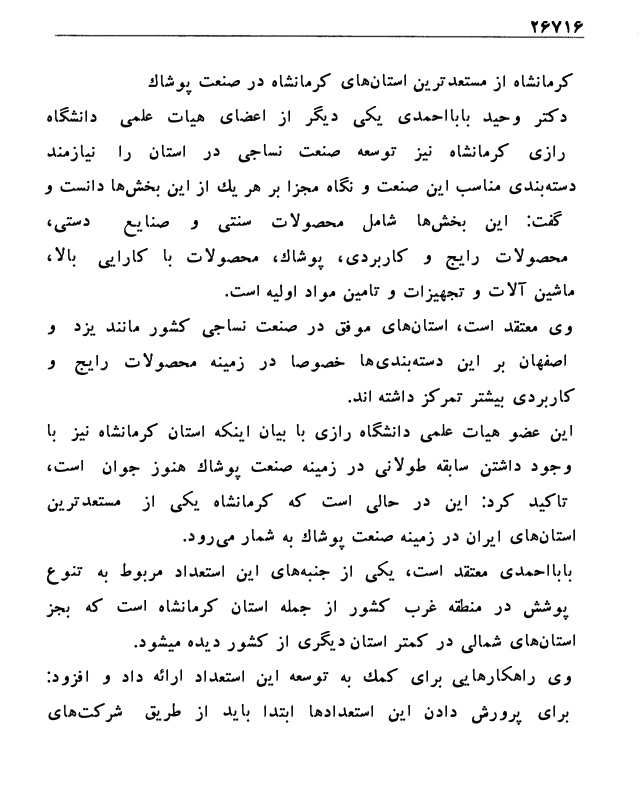 ۲۶۷۱۶
کرمانشاه از مستعدترین استان‌های کرمانشاه در صنعت پوشاك
دکتر وحید بابااحمدی یکی دیگر از اعضای هیات علمی دانشگاه
رازی کرمانشاه نیز توسعه صنعت نساجی در استان را نیازمند
دسته‌بندی مناسب این صنعت و نگاه مجزا بر هر یك از این بخش‌ها دانست و
گفت: این بخش‌ها شامل محصولات سنتی و صنایع دستی،
محصولات رایج و کاربردی، پوشاك، محصولات با کارایی بالا،
ماشین آلات و تجهیزات و تامین مواد اولیه است.
وی معتقد است، استان‌های موفق در صنعت نساجی کشور مانند یزد و
اصفهان بر این دسته‌بندی‌ها خصوصا در زمینه محصولات رایج و
کاربردی بیشتر تمرکز داشته اند.
این عضو هیات علمی دانشگاه رازی با بیان اینکه استان کرمانشاه نیز با
وجود داشتن سابقه طولانی در زمینه صنعت پوشاك هنوز جوان است،
تاکید کرد: این در حالی است که کرمانشاه یکی از مستعدترین
استان‌های ایران در زمینه صنعت پوشاك به شمار می‌رود.
بابااحمدی معتقد است، یکی از جنبه‌های این استعداد مربوط به تنوع
پوشش در منطقه غرب کشور از جمله استان کرمانشاه است که بجز
استان‌های شمالی در کمتر استان دیگری از کشور دیده میشود.
وی راهکارهایی برای کمك به توسعه این استعداد ارائه داد و افزود:
برای پرورش دادن این استعدادها ابتدا باید از طریق شرکت‌های